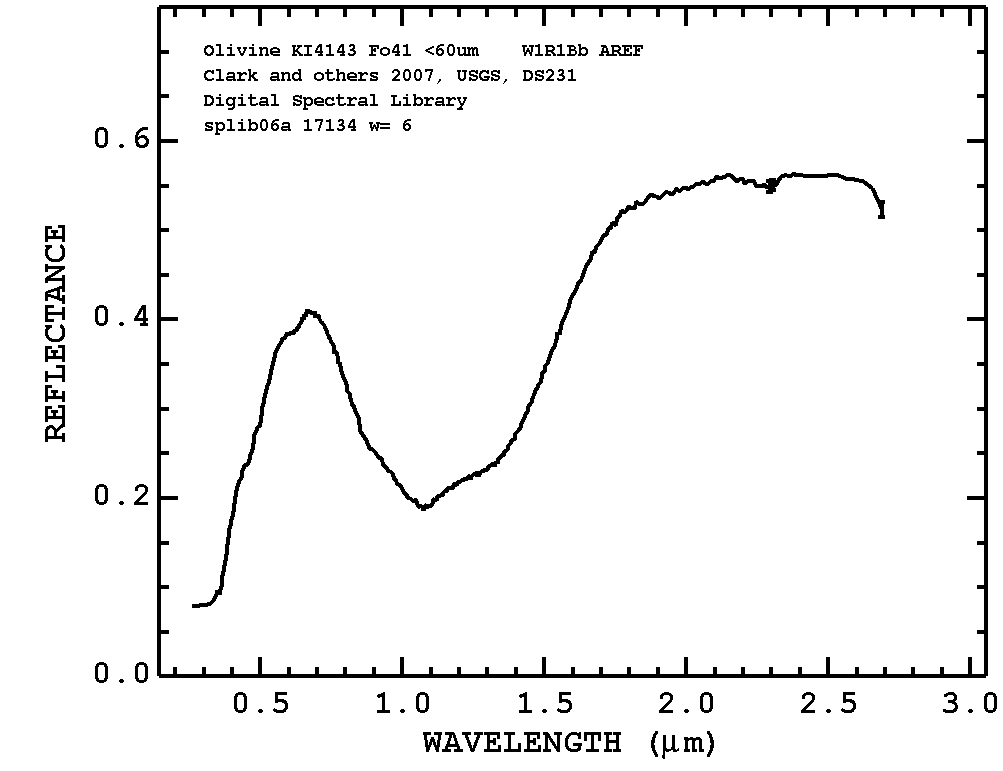 Olivine KI4143 Fo41 <60um W1R1Bb AREF
Clark and others 2007, USGS, DS231
Digital Spectral Library
splib06a 17134 w= 6
0.6
0.4
0.2
0.0
REFLECTANCE
0.5 1.0 1.5 2.0 2.5 3.0
WAVELENGTH (μm)